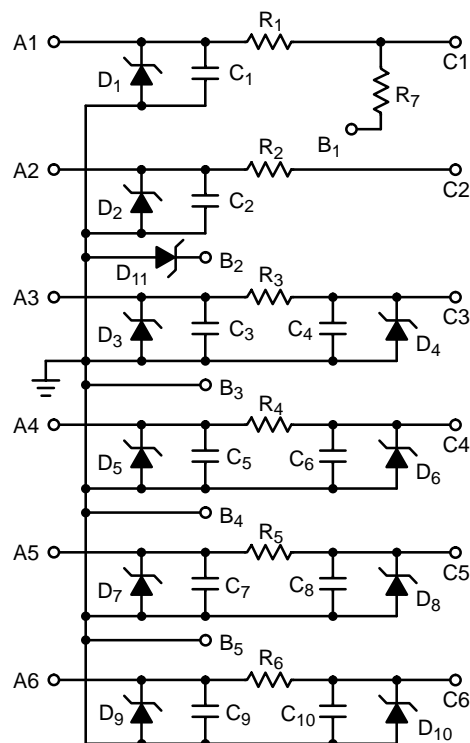 A1 R1 C1
D1 C1 R7
B1
A2 R2 C2
D2 C2
D11 B2
A3 R3 C3
D3 C3 C4 D4
B3
A4 R4 C4
D5 C5 C6 D6
B4
A5 R5 C5
D7 C7 C8 D8
B5
A6 R6 C6
D9 C9 C10 D10